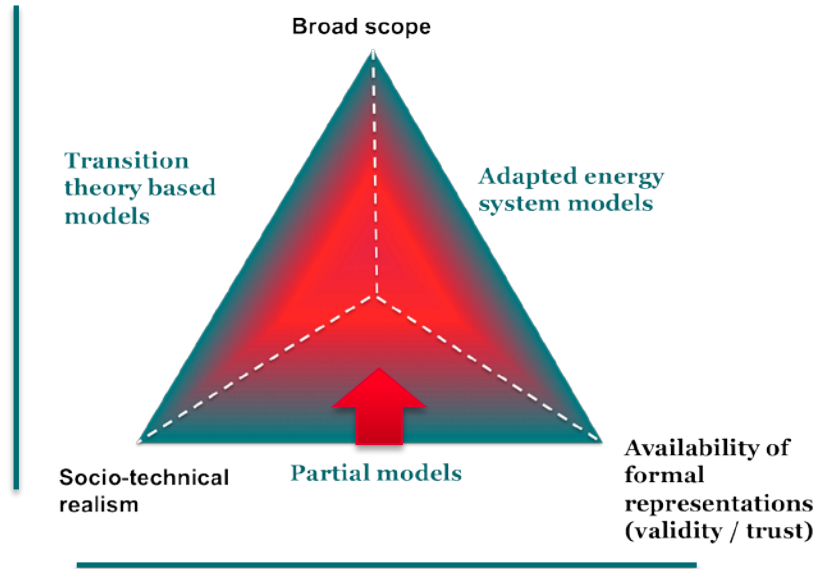 Broad scope
Transition
theory based
models
Adapted energy
system models
Socio-technical
realism
Partial models
Availability of
formal
representations
(validity / trust)